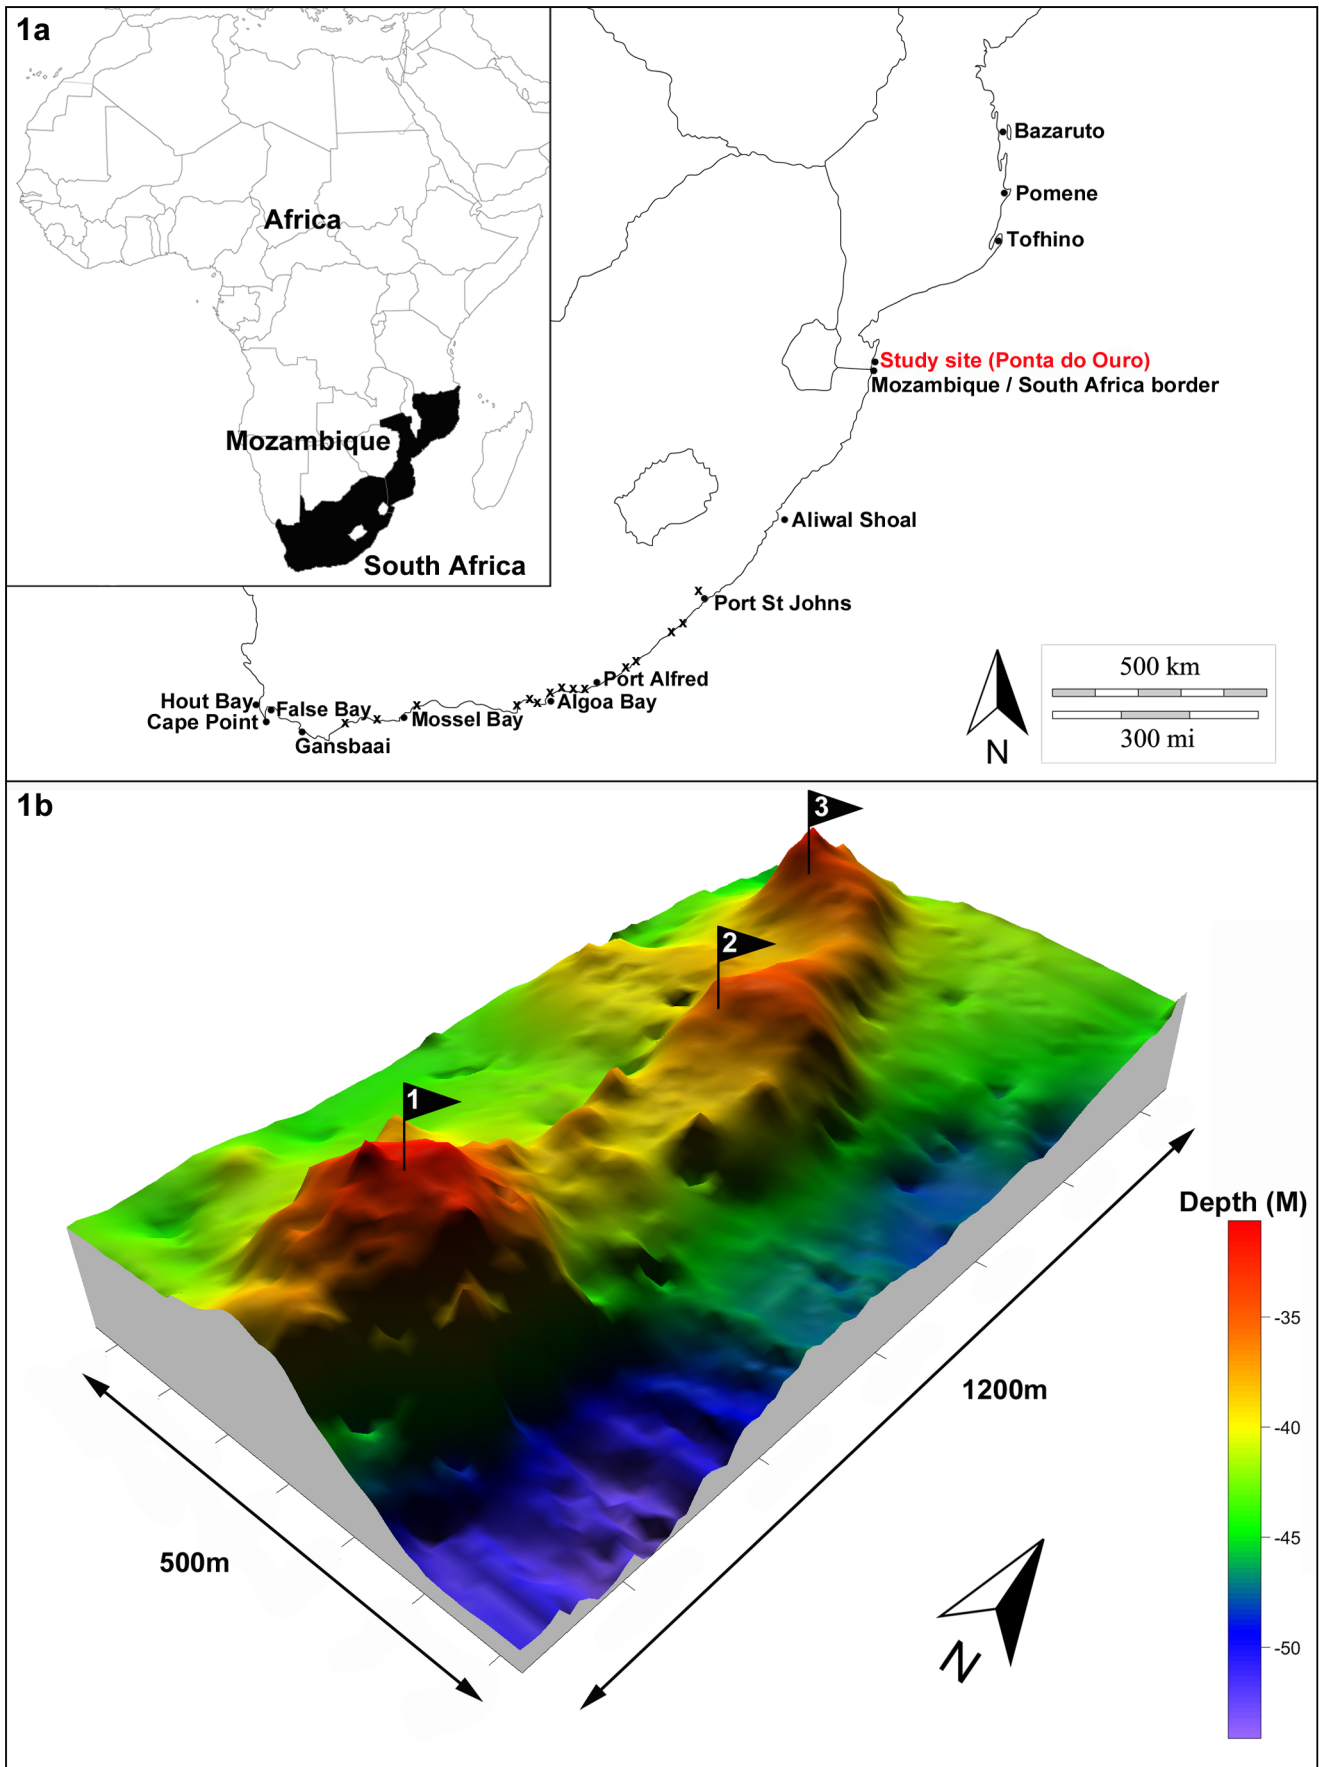 1a
Africa
Mozambique
South Africa
Bazaruto
Pomene
Tofhino
Study site (Ponta do Ouro)
Mozambique / South Africa border
Aliwal Shoal
x
Port St Johns
x
x
x
x
Port Alfred
x x x
x
x x
x
Algoa Bay
x
Mossel Bay
x
x
Hout Bay
False Bay
Cape Point
Gansbaai
N
500 km
300 mi
1b
3
2
1
Depth (M)
-35
-40
-45
-50
1200m
500m
N